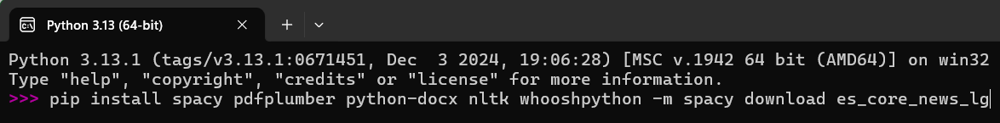 Python 3.13 (64-bit)
Python 3.13.1 (tags/v3.13.1:0671451, Dec  3 2024, 19:06:28) [MSC v.1942 64 bit (AMD64)] on win32
Type "help", "copyright", "credits" or "license" for more information.
>>> pip install spacy pdfplumber python-docx nltk whooshpython -m spacy download es_core_news_lg